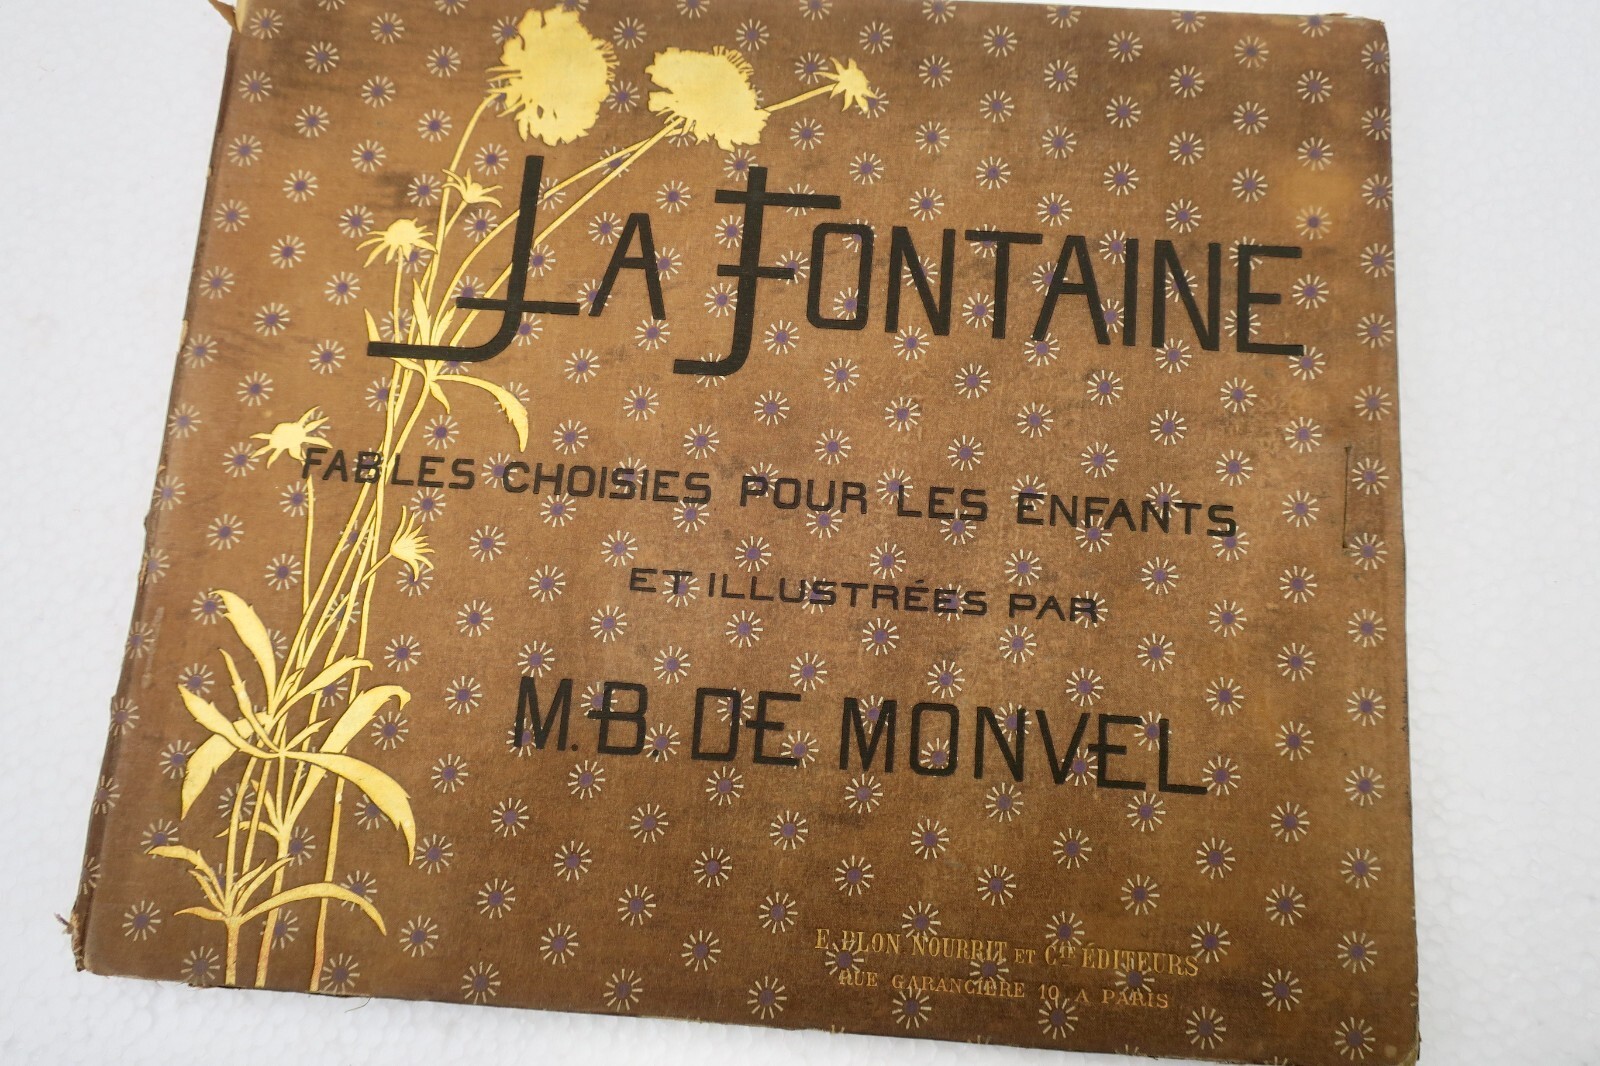 LA FONTAINE
FABLES CHOISIES POUR LES ENFANTS
ET ILLUSTRÉES PAR
M. B. DE MONVEL
E. PLON NOURRIT ET Cie ÉDITEURS
RUE GARANCIÈRE 10, A PARIS